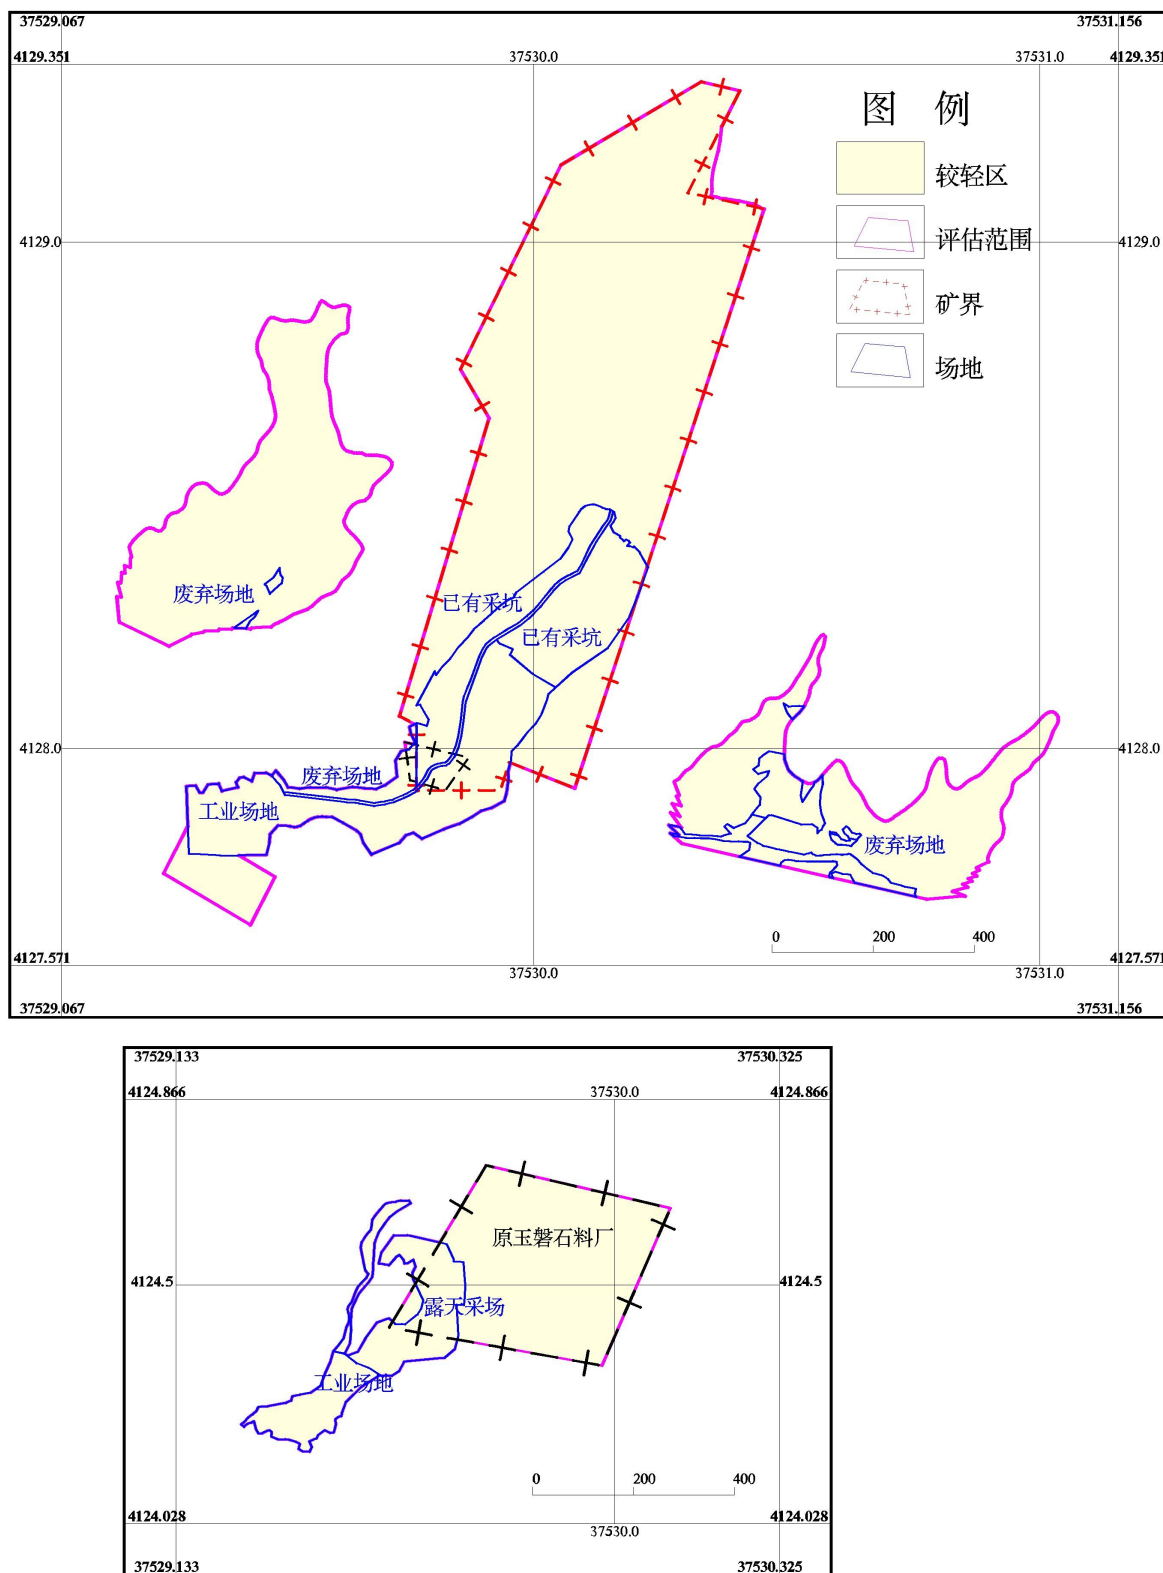 37529.067 37531.156
4129.351 37530.0 37531.0 4129.351
图 例
较轻区
4129.0 评估范围 4129.0
矿界
场地
废弃场地
已有采坑
已有采坑
4128.0 4128.0
废弃场地
工业场地
废弃场地
0 200 400
4127.571 37530.0 37531.0 4127.571
37529.067 37531.156
37529.133 37530.325
4124.866 37530.0 4124.866
原玉磐石料厂
4124.5 4124.5
露天采场
工业场地
0 200 400
4124.028 37530.0 4124.028
37529.133 37530.325